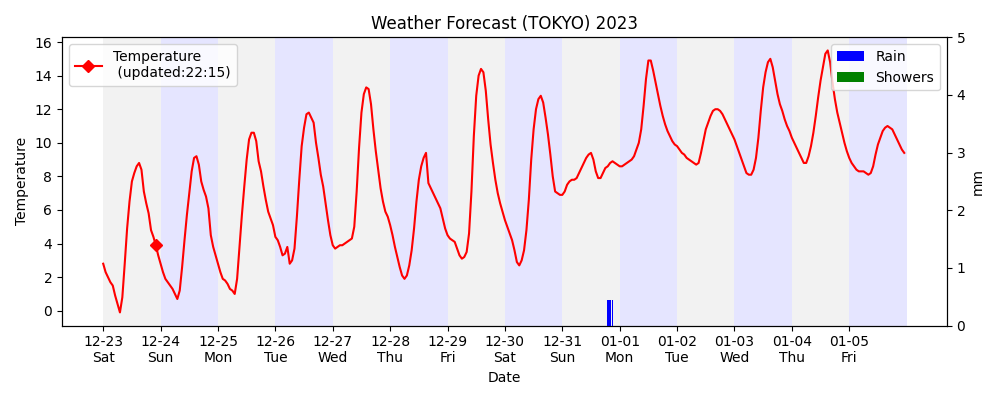 Weather Forecast (TOKYO) 2023
Temperature
(updated:22:15)
Rain
Showers
Temperature
16
14
12
10
8
6
4
2
0
5
4
3
2
1
0
mm
12-23 12-24 12-25 12-26 12-27 12-28 12-29 12-30 12-31 01-01 01-02 01-03 01-04 01-05
Sat Sun Mon Tue Wed Thu Fri Sat Sun Mon Tue Wed Thu Fri
Date